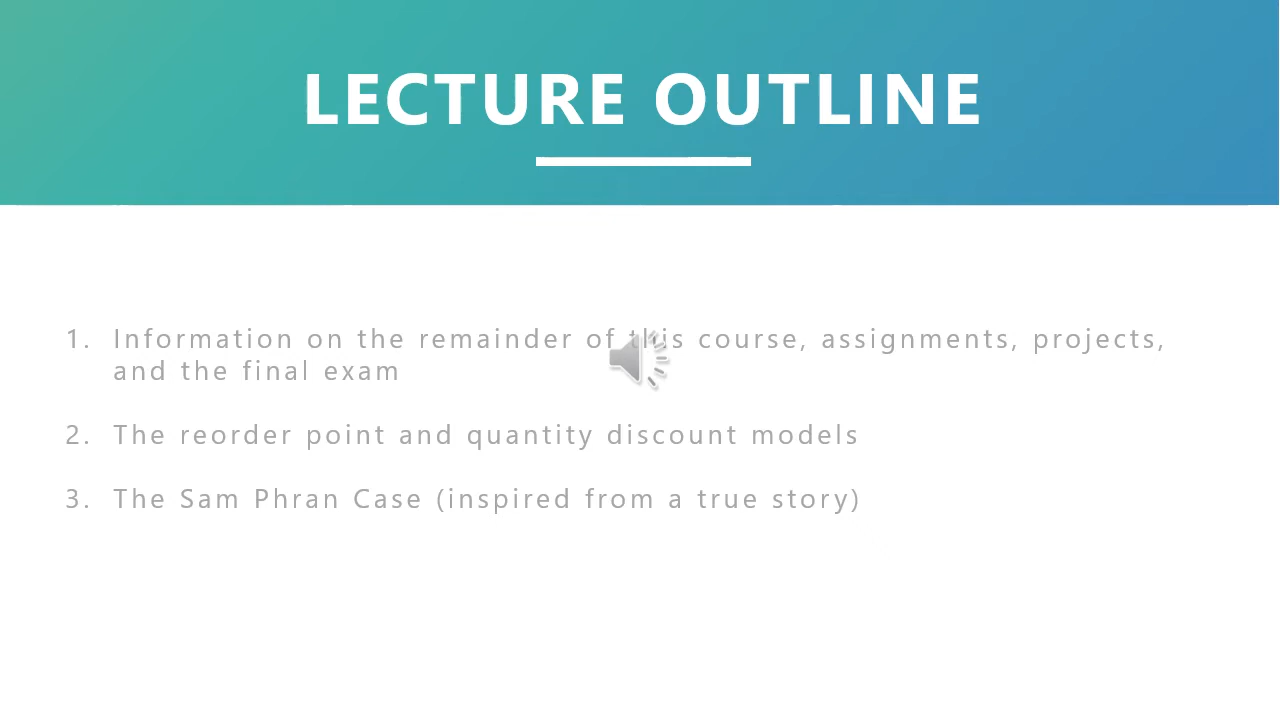 LECTURE OUTLINE
1. Information on the remainder of this course, assignments, projects,
and the final exam
2. The reorder point and quantity discount models
3. The Sam Phran Case (inspired from a true story)